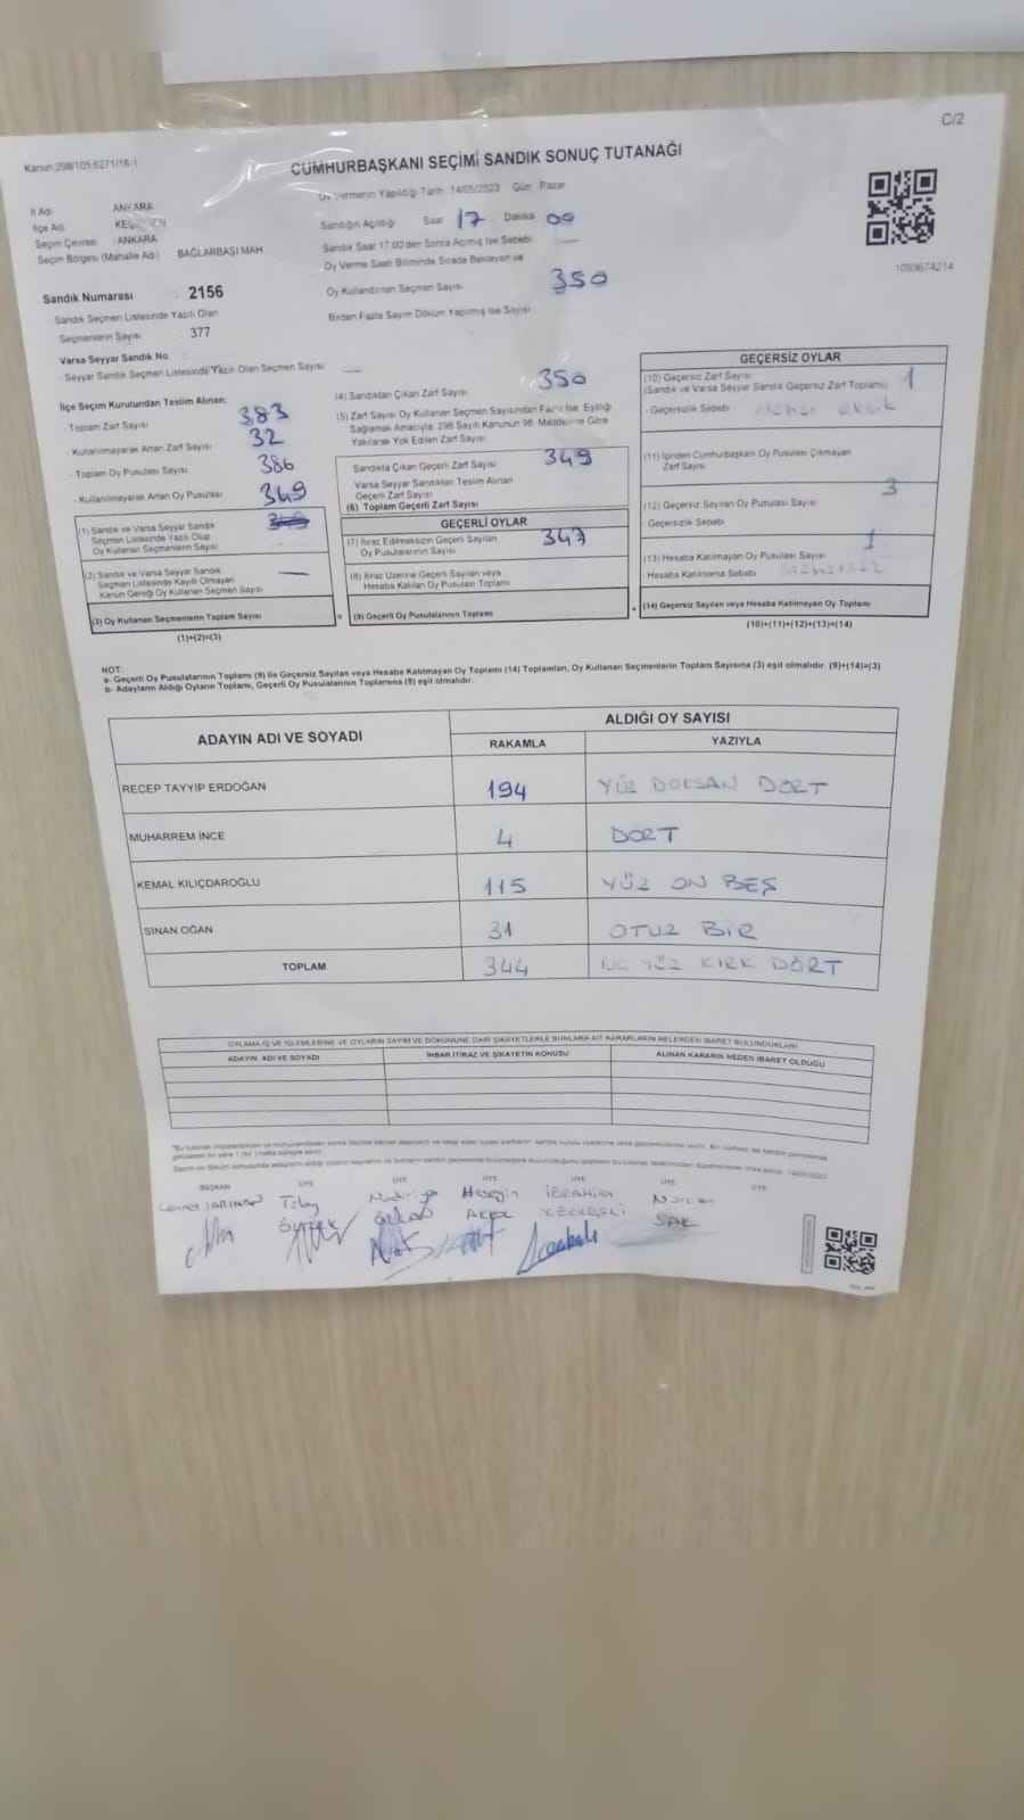 C/2
Kanun:298/105,6271/16-1
CUMHURBAŞKANI SEÇİMİ SANDIK SONUÇ TUTANAĞI
Oy Vermenin Yapıldığı Tarih: 14/05/2023 Gün: Pazar
İl Adı: ANKARA
İlçe Adı:
Seçim Çevresi: ANKARA
Seçim Bölgesi (Mahalle Adı): BAĞLARBAŞI MAH
Sandığın Açıldığı Saat 17 Dakika 00
Sandık Saat 17.00'den Sonra Açılmış İse Sebebi: —
Oy Verme Saati Bitiminde Sırada Bekleyen ve
Oy Kullandırılan Seçmen Sayısı: 350
Birden Fazla Sayım Döküm Yapılmış İse Sayısı:
1050674214
Sandık Numarası 2156
Sandık Seçmen Listesinde Yazılı Olan
Seçmenlerin Sayısı 377
Varsa Seyyar Sandık No
Seyyar Sandık Seçmen Listesinde Yazılı Olan Seçmen Sayısı —
İlçe Seçim Kurulundan Teslim Alınan:
- Toplam Zarf Sayısı 383
- Kullanılmayarak Artan Zarf Sayısı 32
- Toplam Oy Pusulası Sayısı 386
- Kullanılmayarak Artan Oy Pusulası 349
(1) Sandık ve Varsa Seyyar Sandık
Seçmen Listesinde Yazılı Olup
Oy Kullanan Seçmenlerin Sayısı
(2) Sandık ve Varsa Seyyar Sandık
Seçmen Listesinde Kayıtlı Olmayan
Kanun Gereği Oy Kullanan Seçmen Sayısı —
(3) Oy Kullanan Seçmenlerin Toplam Sayısı
(1)+(2)=(3)
(4) Sandıktan Çıkan Zarf Sayısı 350
(5) Zarf Sayısı Oy Kullanan Seçmen Sayısından Fazla İse, Eşitliği
Sağlamak Amacıyla, 298 Sayılı Kanunun 98. Maddesine Göre
Yakılarak Yok Edilen Zarf Sayısı
Sandıkta Çıkan Geçerli Zarf Sayısı 349
Varsa Seyyar Sandıktan Teslim Alınan
Geçerli Zarf Sayısı
(6) Toplam Geçerli Zarf Sayısı
GEÇERLİ OYLAR
(7) İtiraz Edilmeksizin Geçerli Sayılan
Oy Pusulalarının Sayısı 347
(8) İtiraz Üzerine Geçerli Sayılan veya
Hesaba Katılan Oy Pusulası Toplamı
+ (9) Geçerli Oy Pusulalarının Toplamı
GEÇERSİZ OYLAR
(10) Geçersiz Zarf Sayısı
(Sandık ve Varsa Seyyar Sandık Geçersiz Zarf Toplamı) 1
- Geçersizlik Sebebi:
(11) İçinden Cumhurbaşkanı Oy Pusulası Çıkmayan
Zarf Sayısı
(12) Geçersiz Sayılan Oy Pusulası Sayısı 3
Geçersizlik Sebebi
(13) Hesaba Katılmayan Oy Pusulası Sayısı 1
Hesaba Katılmama Sebebi
+ (14) Geçersiz Sayılan veya Hesaba Katılmayan Oy Toplamı
(10)+(11)+(12)+(13)=(14)
NOT:
a- Geçerli Oy Pusulalarının Toplamı (9) ile Geçersiz Sayılan veya Hesaba Katılmayan Oy Toplamı (14) Toplamları, Oy Kullanan Seçmenlerin Toplam Sayısına (3) eşit olmalıdır. (9)+(14)=(3)
b- Adayların Aldığı Oyların Toplamı, Geçerli Oy Pusulalarının Toplamına (9) eşit olmalıdır.
ADAYIN ADI VE SOYADI
ALDIĞI OY SAYISI
RAKAMLA YAZIYLA
RECEP TAYYİP ERDOĞAN 194 YÜZ DOKSAN DÖRT
MUHARREM İNCE 4 DÖRT
KEMAL KILIÇDAROĞLU 115 YÜZ ON BEŞ
SİNAN OĞAN 31 OTUZ BİR
TOPLAM 344 ÜÇ YÜZ KIRK DÖRT
OYLAMA İŞ VE İŞLEMLERİNE VE OYLARIN SAYIM VE DÖKÜMÜNE DAİR ŞİKAYETLERLE BUNLARA AİT KARARLARIN NELERDEN İBARET BULUNDUKLARI
ADAYIN ADI VE SOYADI İHBAR İTİRAZ VE ŞİKAYETİN KONUSU ALINAN KARARIN NEDEN İBARET OLDUĞU
BAŞKAN ÜYE ÜYE ÜYE ÜYE ÜYE ÜYE
Hüseyin İBRAHİM
SAK